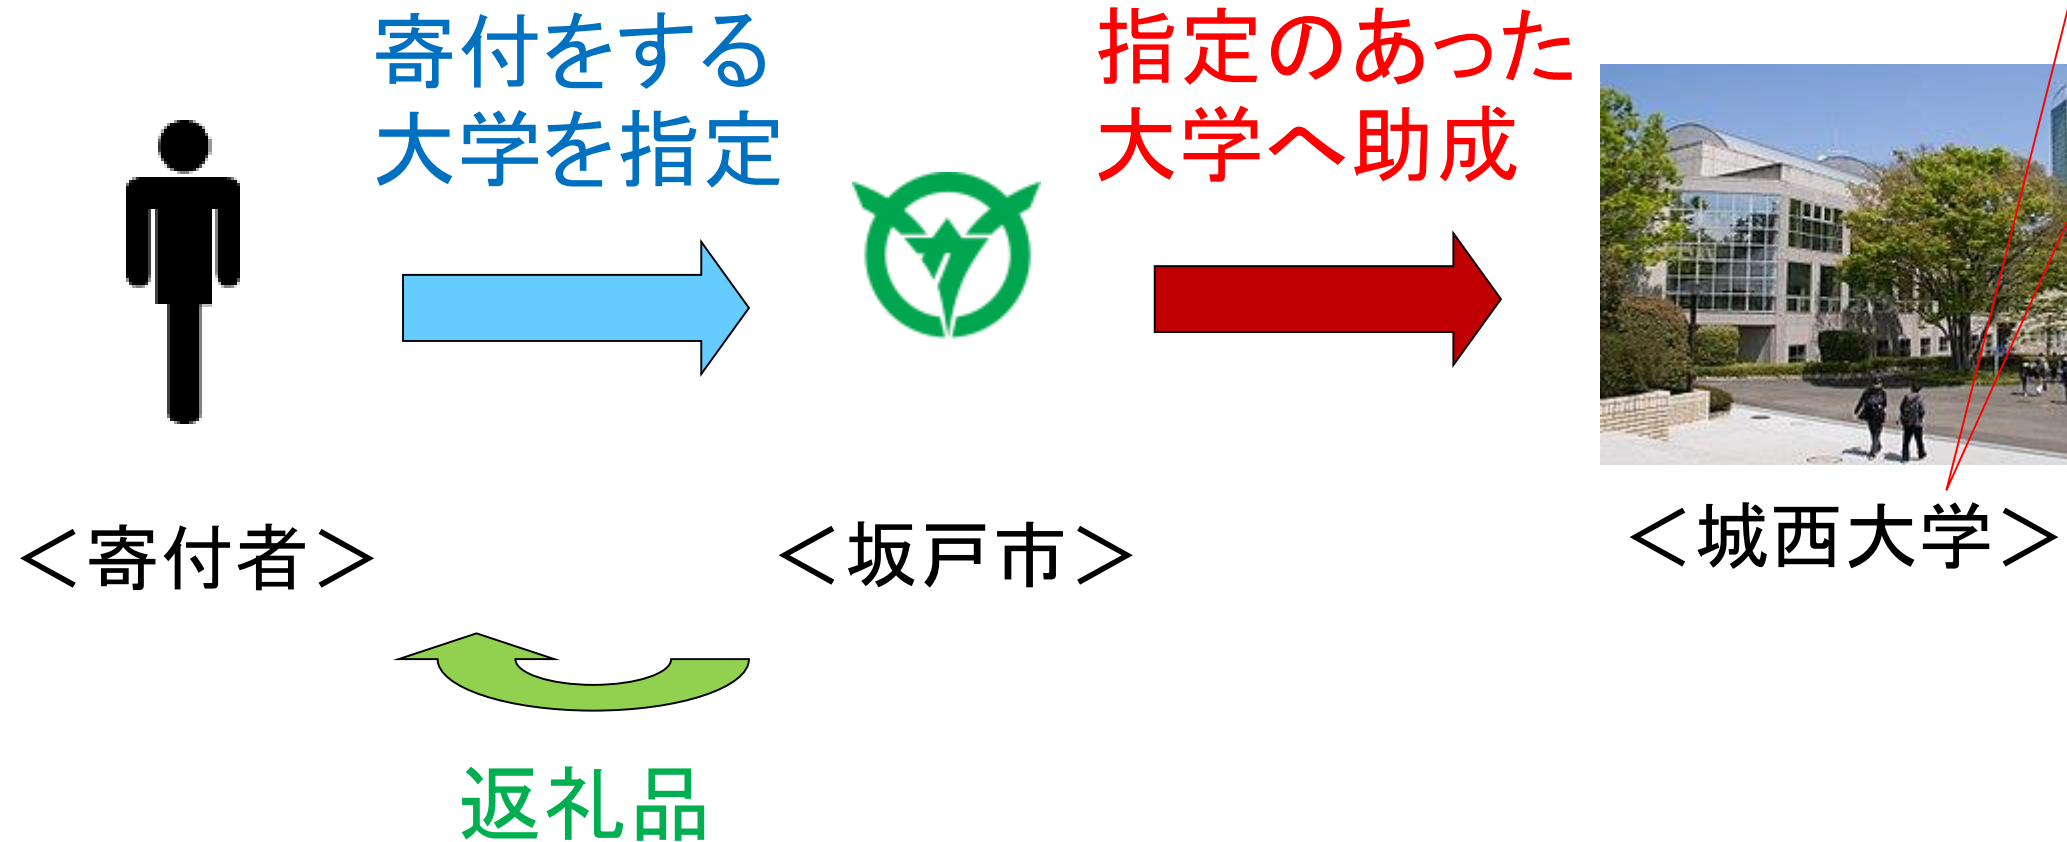 寄付をする
大学を指定
指定のあった
大学へ助成
＜寄付者＞
＜坂戸市＞
＜城西大学＞
返礼品